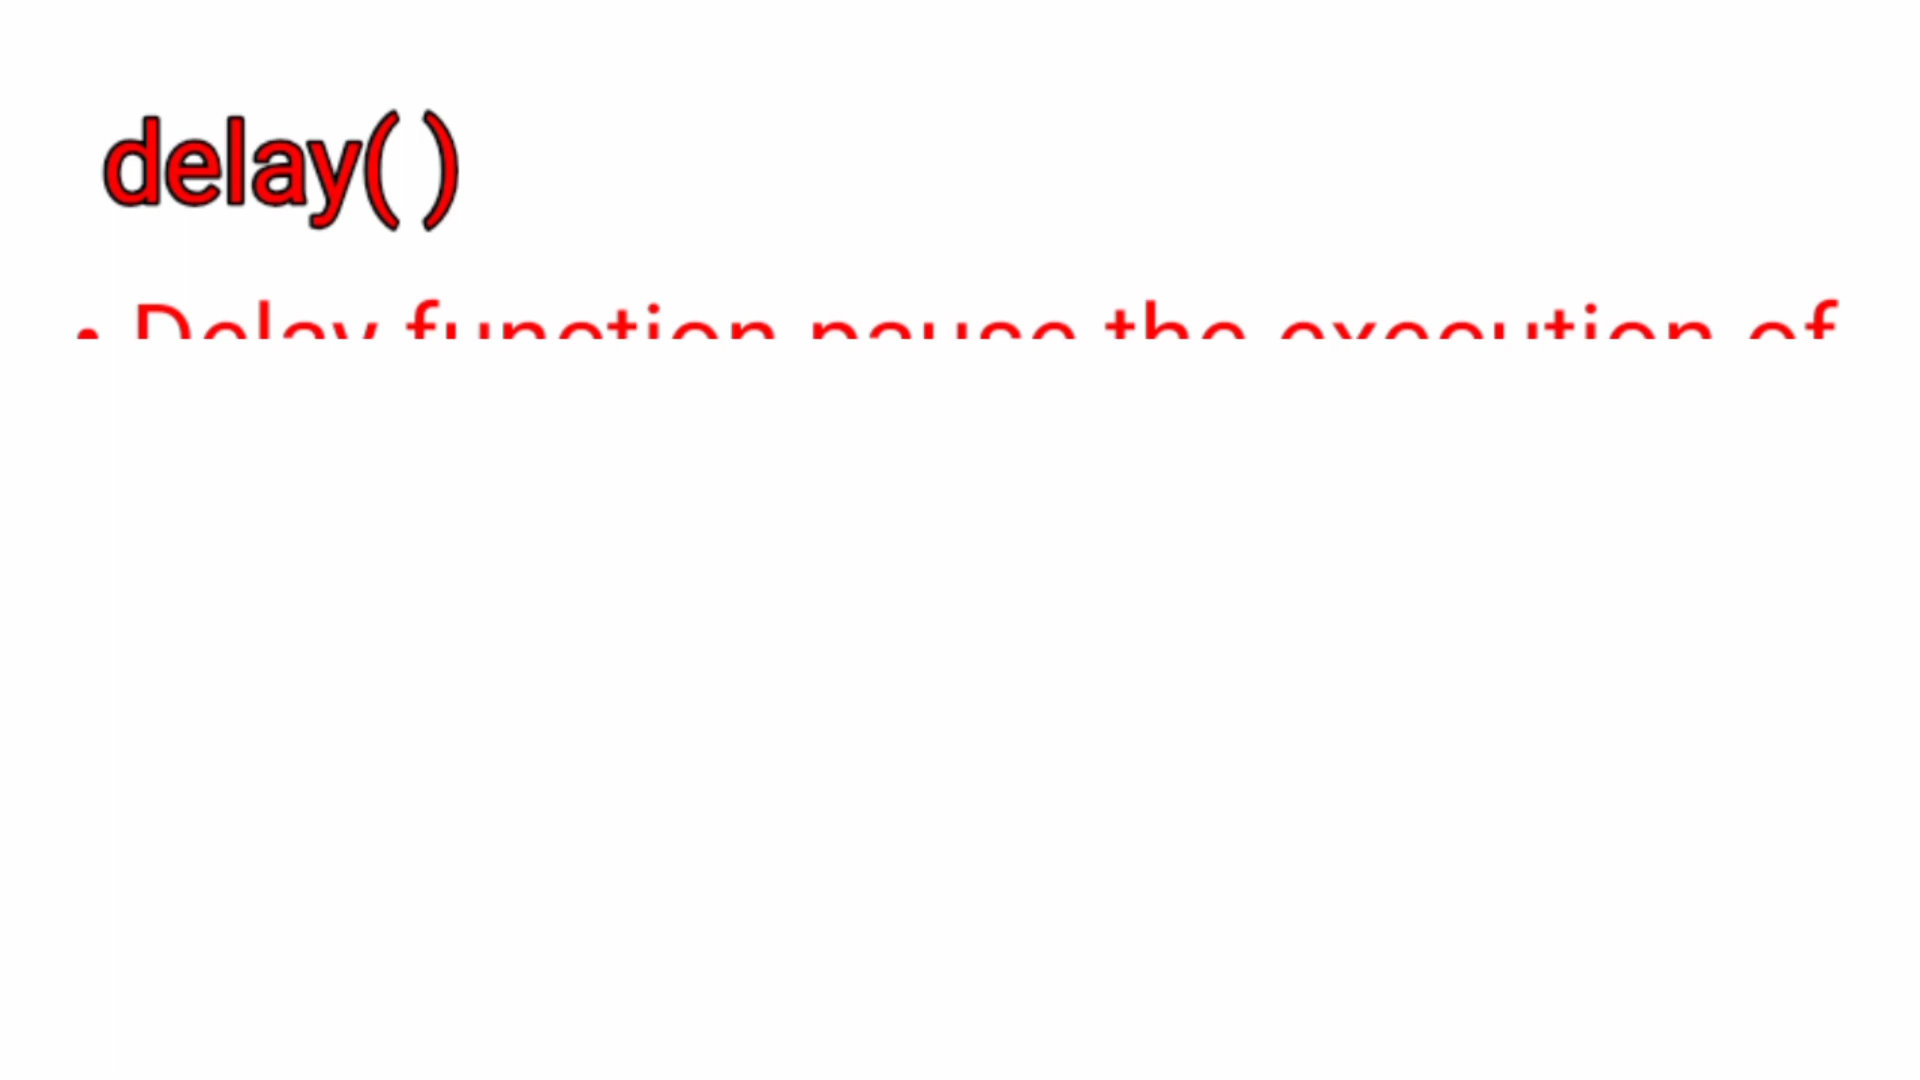 delay( )
• Delay function pause the execution of